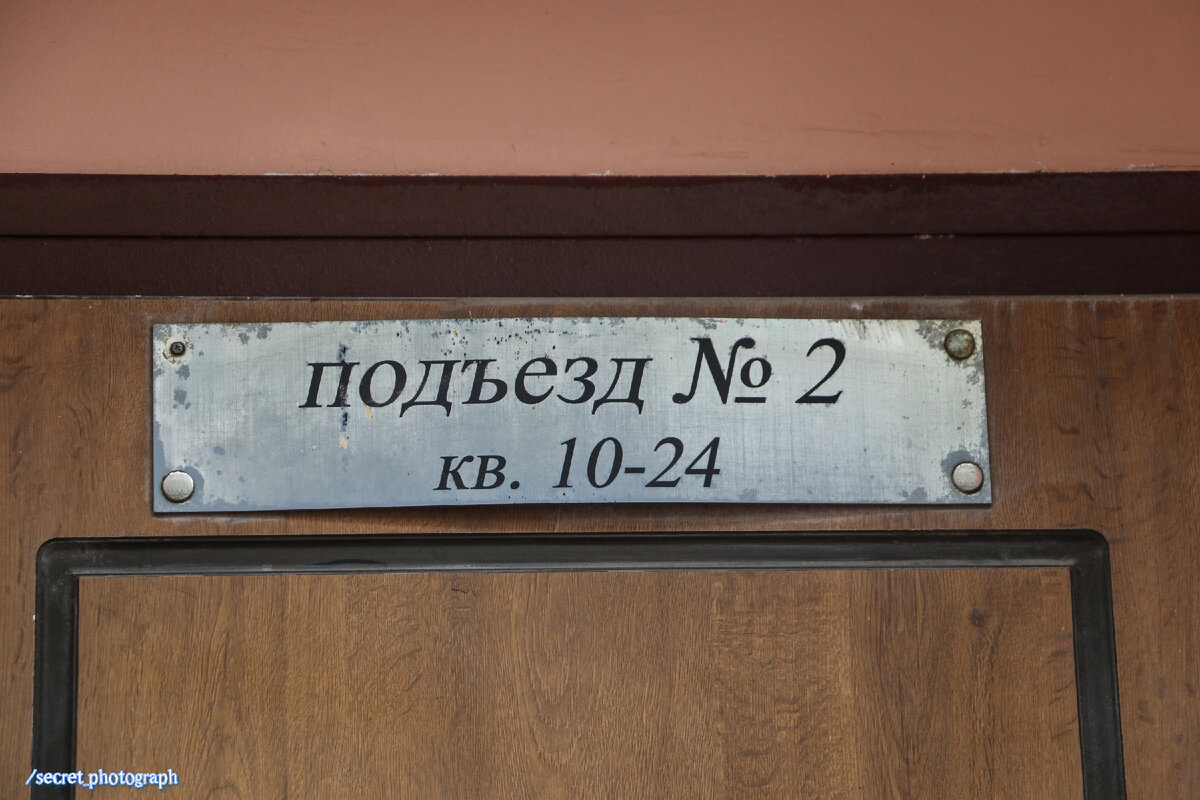 подъезд № 2
кв. 10-24
/secret_photograph